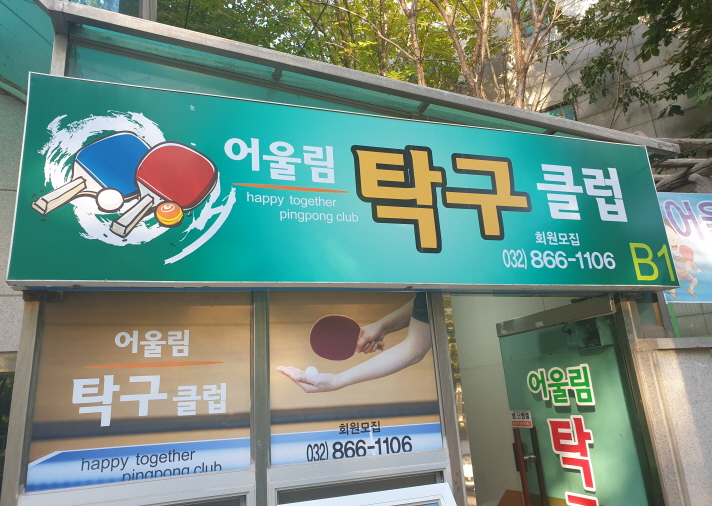 어울림
happy together
pingpong club
탁구 클럽
회원모집
032) 866-1106
B1
어울림
탁구 클럽
happy together
pingpong club
회원모집
032) 866-1106
어울림
탁